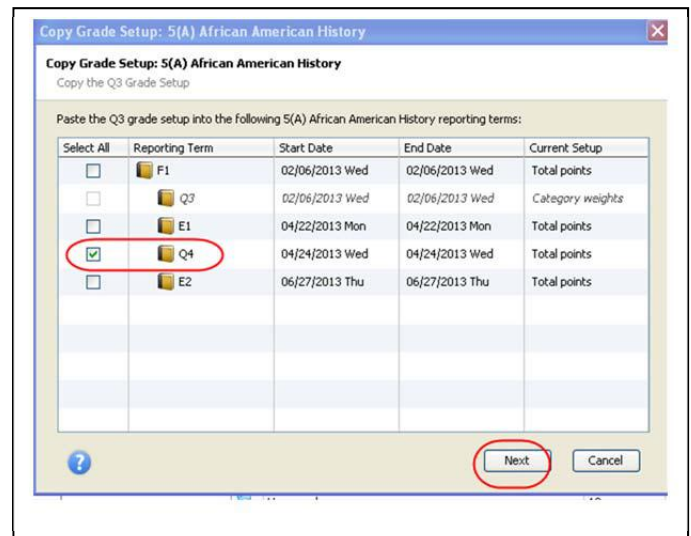 Copy Grade Setup: 5(A) African American History
Copy Grade Setup: 5(A) African American History
Copy the Q3 Grade Setup
Paste the Q3 grade setup into the following 5(A) African American History reporting terms:
Select All Reporting Term Start Date End Date Current Setup
F1 02/06/2013 Wed 02/06/2013 Wed Total points
Q3 02/06/2013 Wed 02/06/2013 Wed Category weights
E1 04/22/2013 Mon 04/22/2013 Mon Total points
Q4 04/24/2013 Wed 04/24/2013 Wed Total points
E2 06/27/2013 Thu 06/27/2013 Thu Total points
? Next Cancel